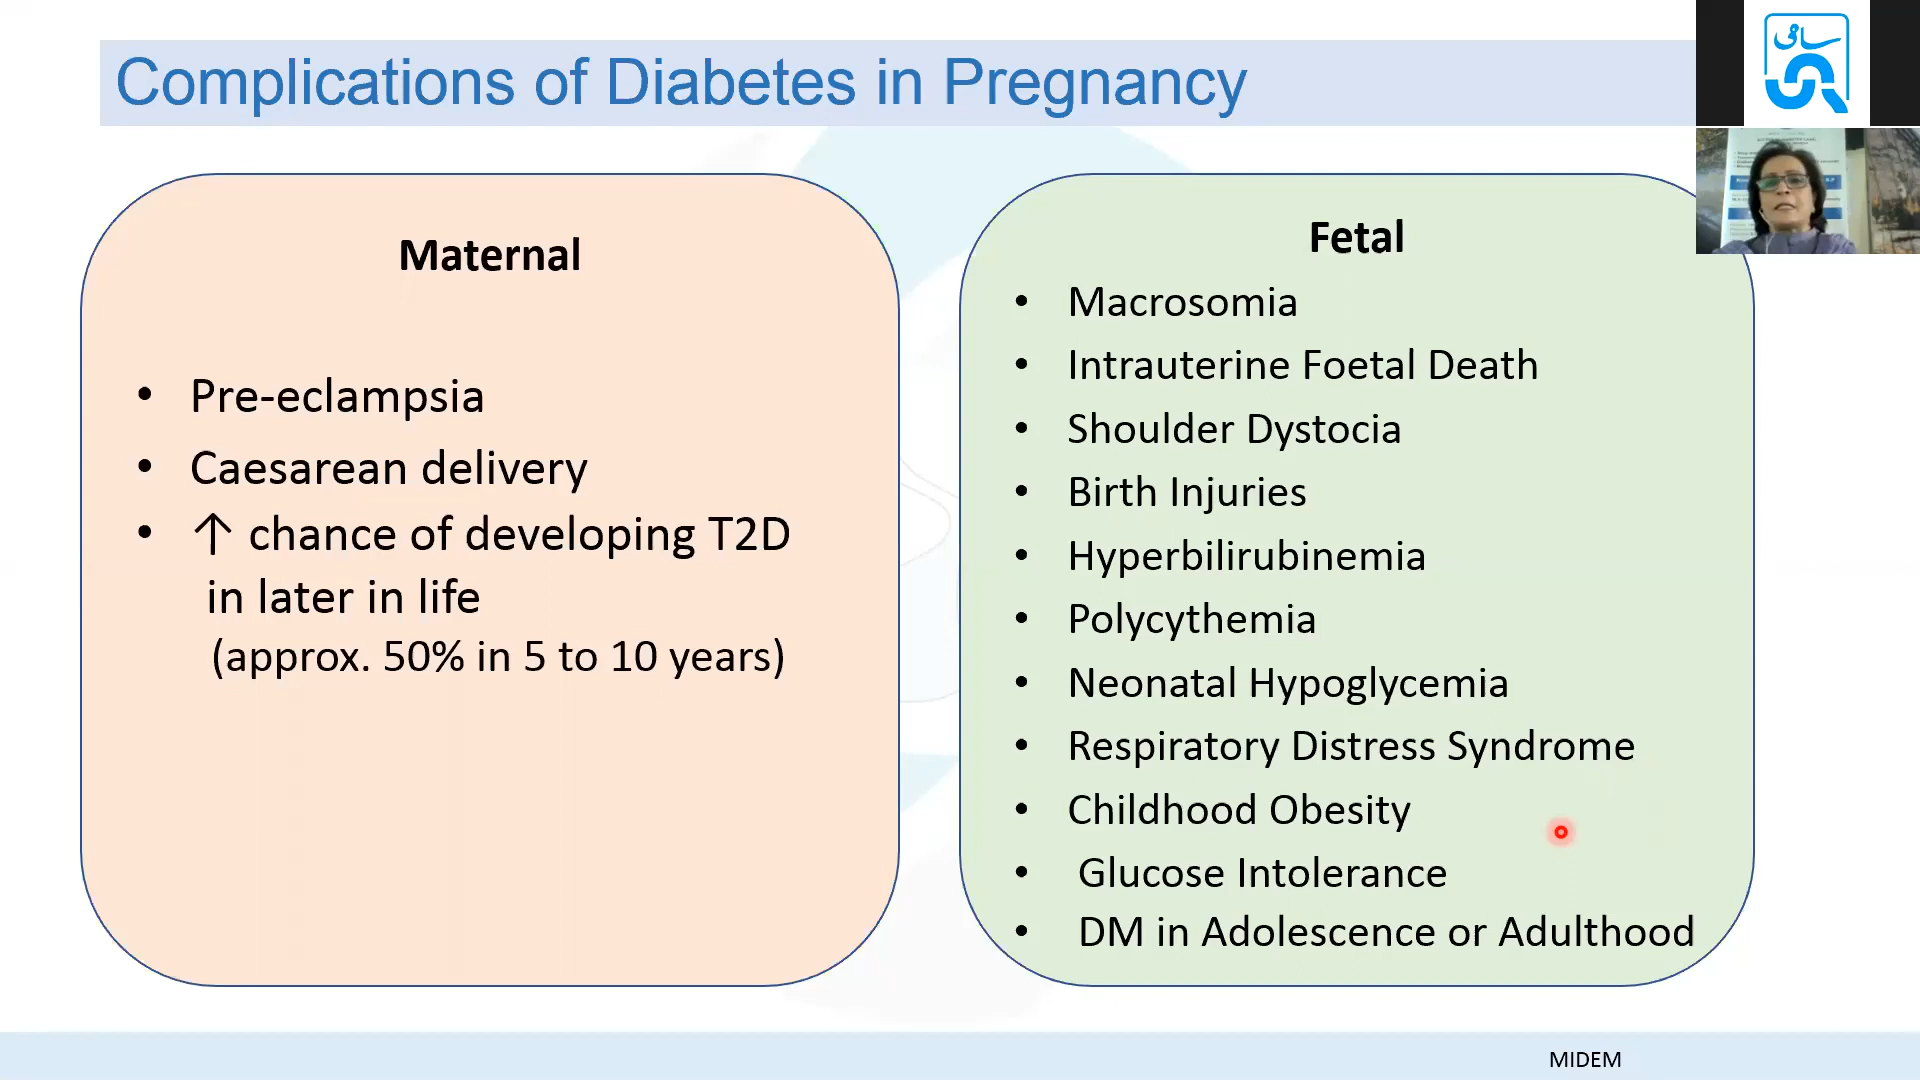 Complications of Diabetes in Pregnancy
سامی
Maternal
• Pre-eclampsia
• Caesarean delivery
• ↑ chance of developing T2D
in later in life
(approx. 50% in 5 to 10 years)
Fetal
• Macrosomia
• Intrauterine Foetal Death
• Shoulder Dystocia
• Birth Injuries
• Hyperbilirubinemia
• Polycythemia
• Neonatal Hypoglycemia
• Respiratory Distress Syndrome
• Childhood Obesity
• Glucose Intolerance
• DM in Adolescence or Adulthood
MIDEM